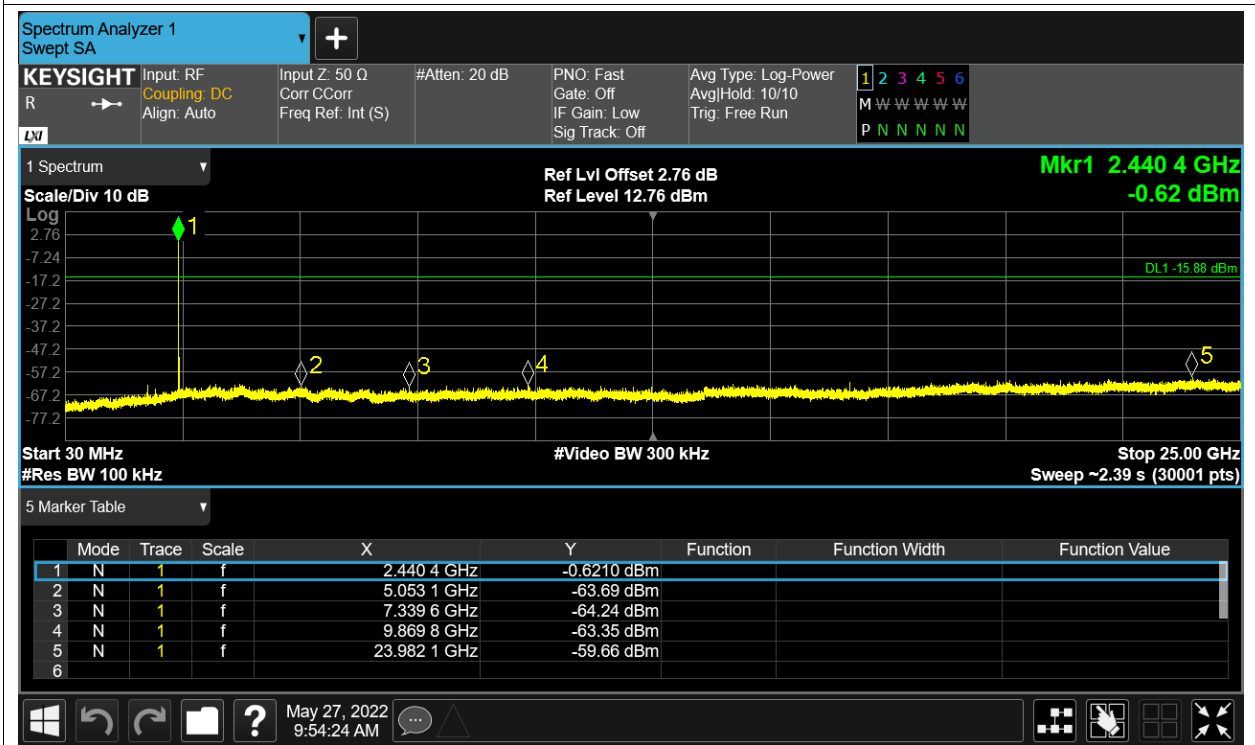 Spectrum Analyzer 1
Swept SA
KEYSIGHT Input: RF Input Z: 50 Ω #Atten: 20 dB PNO: Fast Avg Type: Log-Power 1 2 3 4 5 6
R Coupling: DC Corr CCorr Gate: Off Avg|Hold: 10/10 M W W W W W
Align: Auto Freq Ref: Int (S) IF Gain: Low Trig: Free Run
LXI Sig Track: Off P N N N N N
1 Spectrum Ref Lvl Offset 2.76 dB Mkr1 2.440 4 GHz
Scale/Div 10 dB Ref Level 12.76 dBm -0.62 dBm
Log
1
2.76
-7.24
DL1 -15.88 dBm
-17.2
-27.2
-37.2
-47.2
2 3 4 5
-57.2
-67.2
-77.2
Start 30 MHz #Video BW 300 kHz Stop 25.00 GHz
#Res BW 100 kHz Sweep ~2.39 s (30001 pts)
5 Marker Table
Mode Trace Scale X Y Function Function Width Function Value
1 N 1 f 2.440 4 GHz -0.6210 dBm
2 N 1 f 5.053 1 GHz -63.69 dBm
3 N 1 f 7.339 6 GHz -64.24 dBm
4 N 1 f 9.869 8 GHz -63.35 dBm
5 N 1 f 23.982 1 GHz -59.66 dBm
6
? May 27, 2022
9:54:24 AM